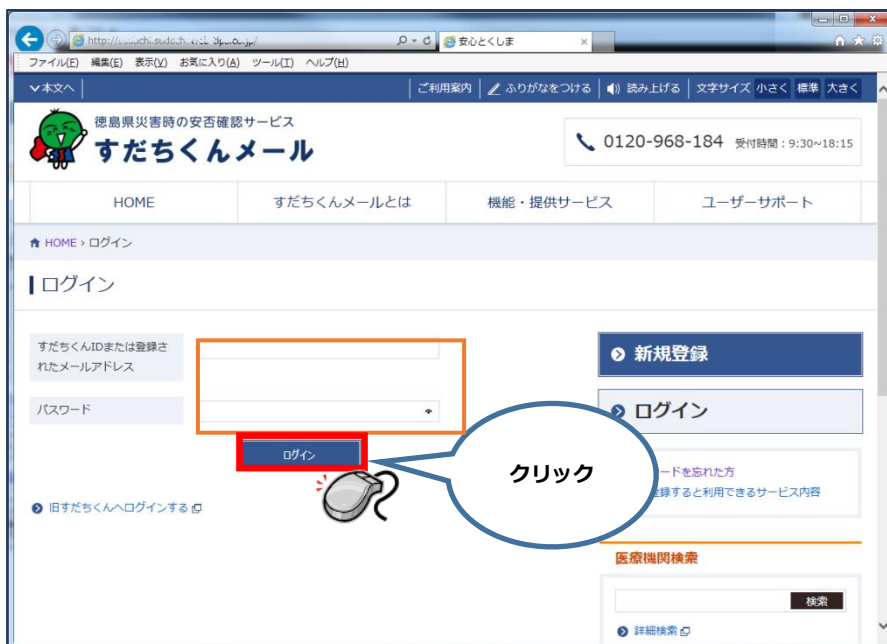 安心とくしま
ファイル(F) 編集(E) 表示(V) お気に入り(A) ツール(T) ヘルプ(H)
本文へ ご利用案内 ふりがなをつける 読み上げる 文字サイズ 小さく 標準 大きく
徳島県災害時の安否確認サービス
すだちくんメール
0120-968-184 受付時間：9:30~18:15
HOME すだちくんメールとは 機能・提供サービス ユーザーサポート
HOME › ログイン
ログイン
すだちくんIDまたは登録さ
れたメールアドレス
パスワード
ログイン
旧すだちくんへログインする
クリック
新規登録
ログイン
ードを忘れた方
録すると利用できるサービス内容
医療機関検索
検索
詳細検索